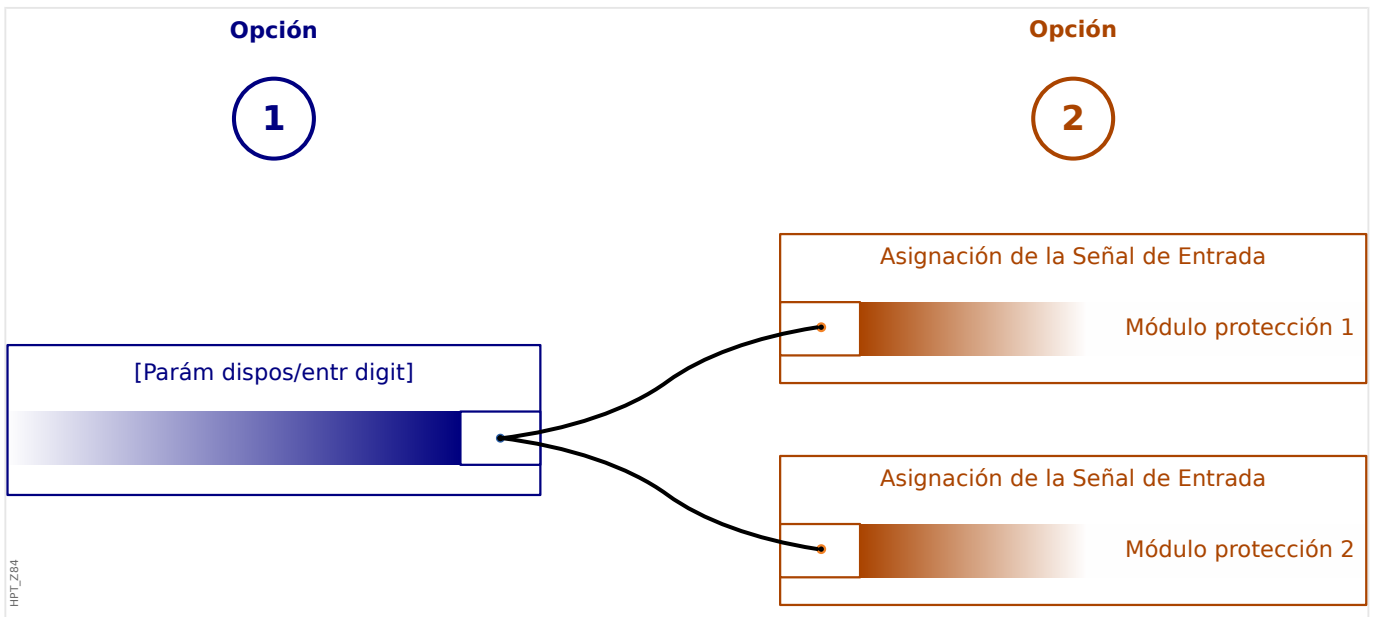 Opción
1
Opción
2
[Parám dispos/entr digit]
Asignación de la Señal de Entrada
Módulo protección 1
Asignación de la Señal de Entrada
Módulo protección 2
HPT_Z84